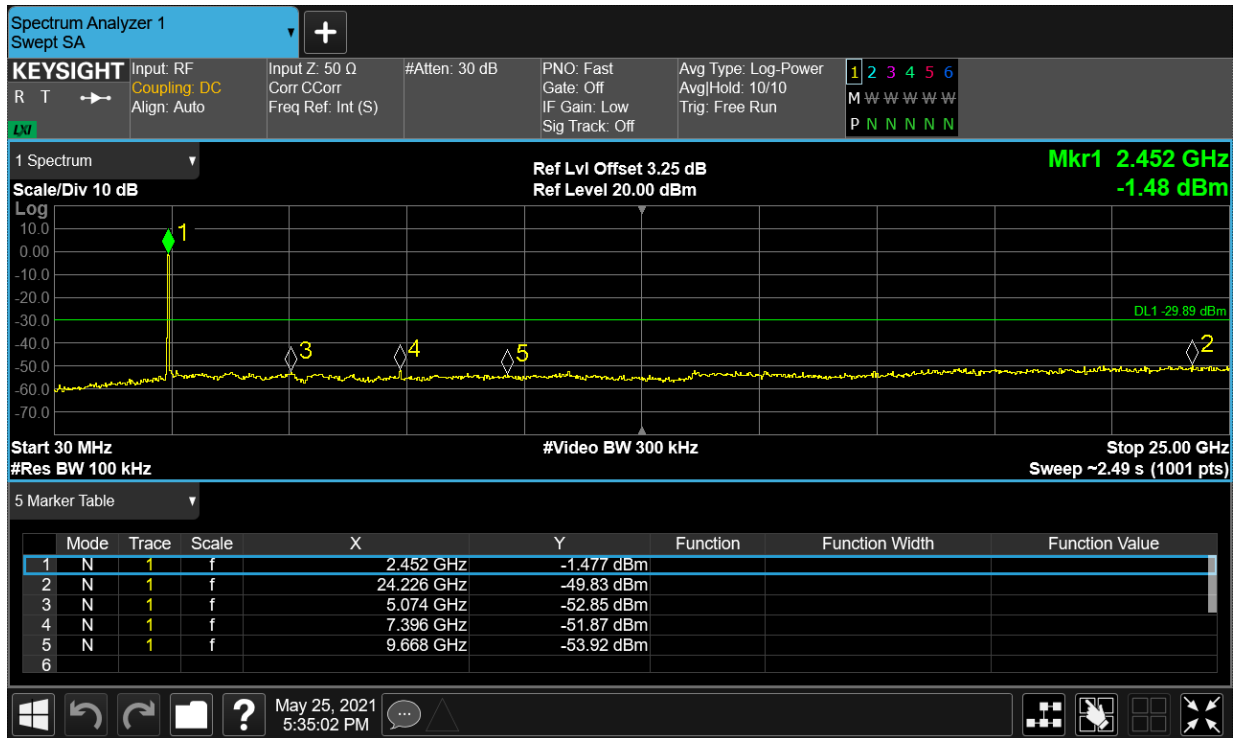 Spectrum Analyzer 1
Swept SA
KEYSIGHT
R T
LXI
Input: RF
Coupling: DC
Align: Auto
Input Z: 50 Ω
Corr CCorr
Freq Ref: Int (S)
#Atten: 30 dB
PNO: Fast
Gate: Off
IF Gain: Low
Sig Track: Off
Avg Type: Log-Power
Avg|Hold: 10/10
Trig: Free Run
1 2 3 4 5 6
M W W W W W
P N N N N N
1 Spectrum
Scale/Div 10 dB
Ref Lvl Offset 3.25 dB
Ref Level 20.00 dBm
Mkr1 2.452 GHz
-1.48 dBm
Log
10.0
0.00
-10.0
-20.0
-30.0
-40.0
-50.0
-60.0
-70.0
1
DL1 -29.89 dBm
3
4
5
2
Start 30 MHz
#Res BW 100 kHz
#Video BW 300 kHz
Stop 25.00 GHz
Sweep ~2.49 s (1001 pts)
5 Marker Table
Mode Trace Scale X Y Function Function Width Function Value
1 N 1 f 2.452 GHz -1.477 dBm
2 N 1 f 24.226 GHz -49.83 dBm
3 N 1 f 5.074 GHz -52.85 dBm
4 N 1 f 7.396 GHz -51.87 dBm
5 N 1 f 9.668 GHz -53.92 dBm
6
?
May 25, 2021
5:35:02 PM